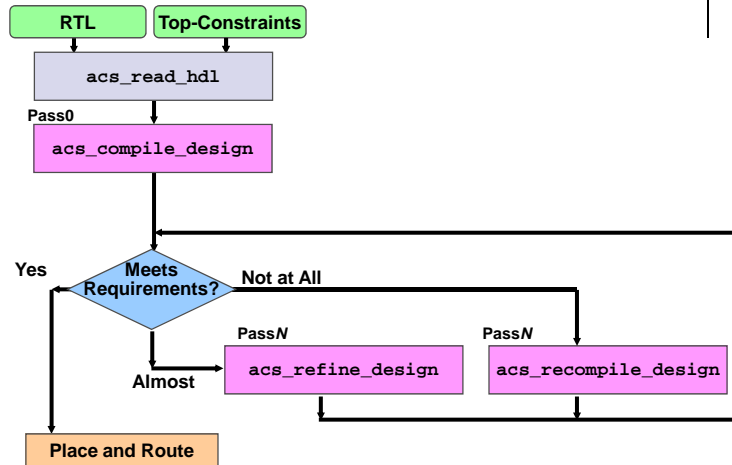 RTL
Top-Constraints
acs_read_hdl
Pass0
acs_compile_design
Meets
Requirements?
Yes
Not at All
Almost
PassN
acs_refine_design
PassN
acs_recompile_design
Place and Route